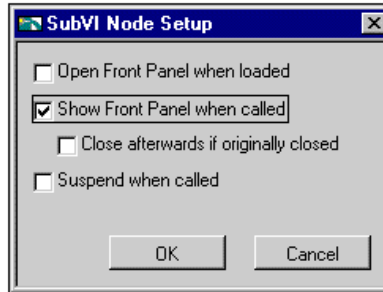 SubVI Node Setup
Open Front Panel when loaded
Show Front Panel when called
Close afterwards if originally closed
Suspend when called
OK Cancel